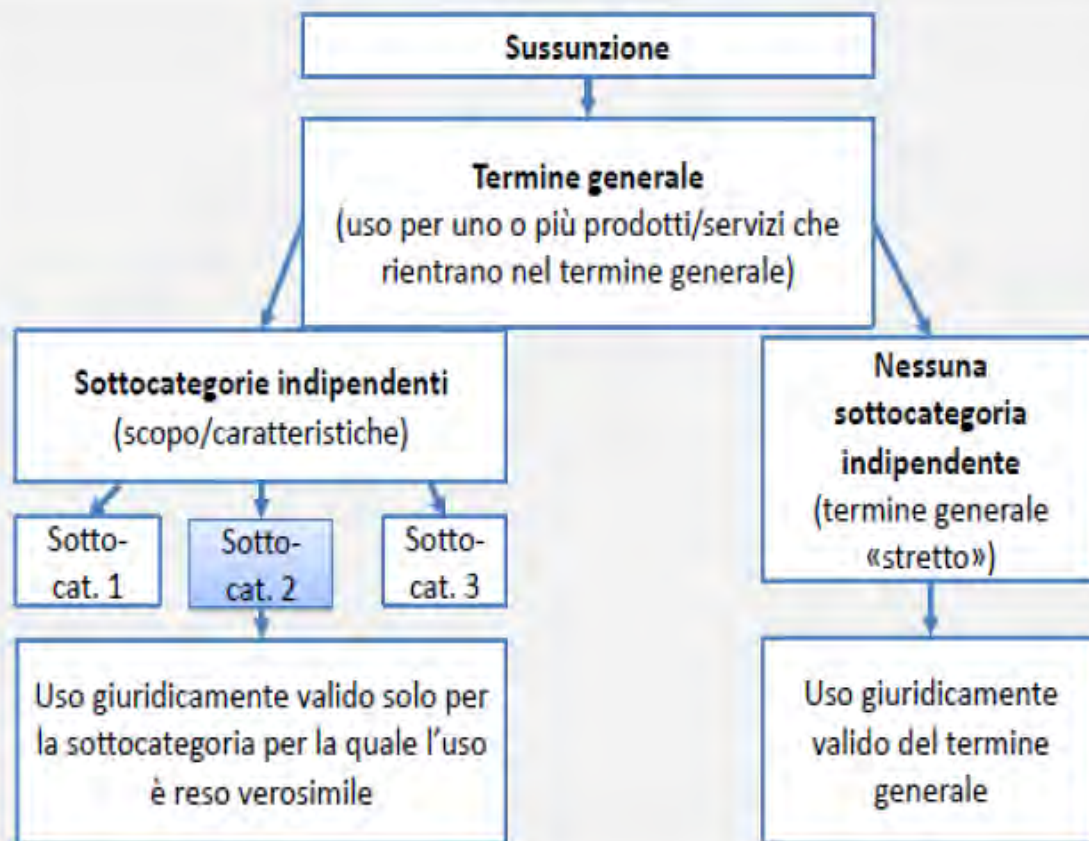 Sussunzione
Termine generale
(uso per uno o più prodotti/servizi che
rientrano nel termine generale)
Sottocategorie indipendenti
(scopo/caratteristiche)
Nessuna
sottocategoria
indipendente
(termine generale
«stretto»)
Sotto-
cat. 1
Sotto-
cat. 2
Sotto-
cat. 3
Uso giuridicamente valido solo per
la sottocategoria per la quale l'uso
è reso verosimile
Uso giuridicamente
valido del termine
generale